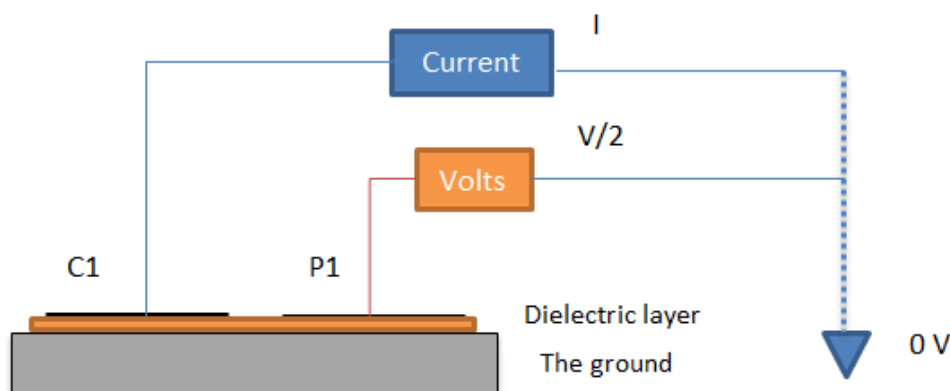 I
Current
V/2
Volts
C1
P1
Dielectric layer
The ground
0 V